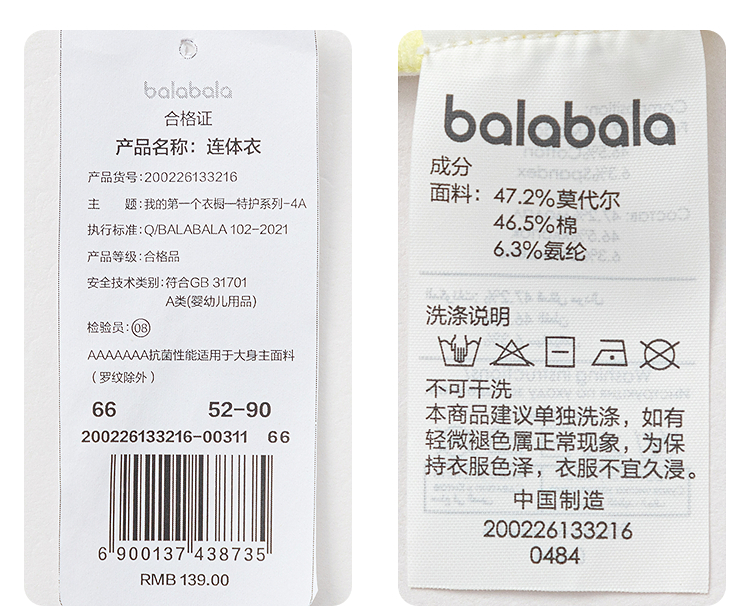 balabala
合格证
产品名称：连体衣
产品货号：200226133216
主 题：我的第一个衣橱—特护系列-4A
执行标准：Q/BALABALA 102-2021
产品等级：合格品
安全技术类别：符合GB 31701
A类(婴幼儿用品)
检验员：08
AAAAAAA抗菌性能适用于大身主面料
（罗纹除外）
66 52-90
200226133216-00311 66
6 900137 438735
RMB 139.00
balabala
成分
面料：47.2%莫代尔
46.5%棉
6.3%氨纶
洗涤说明
不可干洗
本商品建议单独洗涤，如有
轻微褪色属正常现象，为保
持衣服色泽，衣服不宜久浸。
中国制造
200226133216
0484